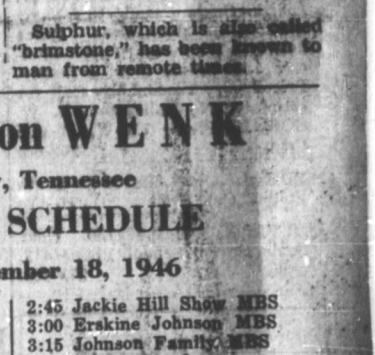 Sulphur, which is also called
"brimstone," has been known to
man from remote times.
on WENK
, Tennessee
SCHEDULE
mber 18, 1946
2:45 Jackie Hill Show MBS
3:00 Erskine Johnson MBS
3:15 Johnson Family MBS